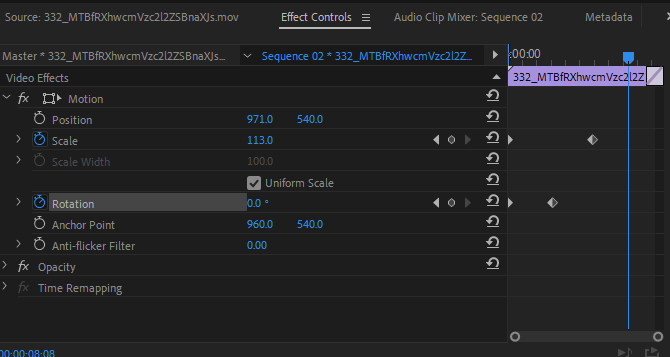 Source: 332_MTBfRXhwcmVzc2l2ZSBnaXJs.mov Effect Controls Audio Clip Mixer: Sequence 02 Metadata
Master * 332_MTBfRXhwcmVzc2l2ZSBnaXJs... Sequence 02 * 332_MTBfRXhwcmVzc2l2Z... :00:00
Video Effects 332_MTBfRXhwcmVzc2l2Z
fx Motion
Position 971.0 540.0
Scale 113.0
Scale Width 100.0
Uniform Scale
Rotation 0.0 °
Anchor Point 960.0 540.0
Anti-flicker Filter 0.00
fx Opacity
fx Time Remapping
00:00:08:08